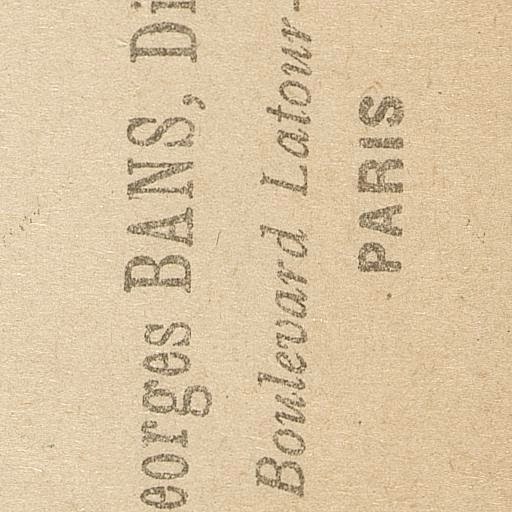 eorges BANS, Di
Boulevard Latour-
PARIS